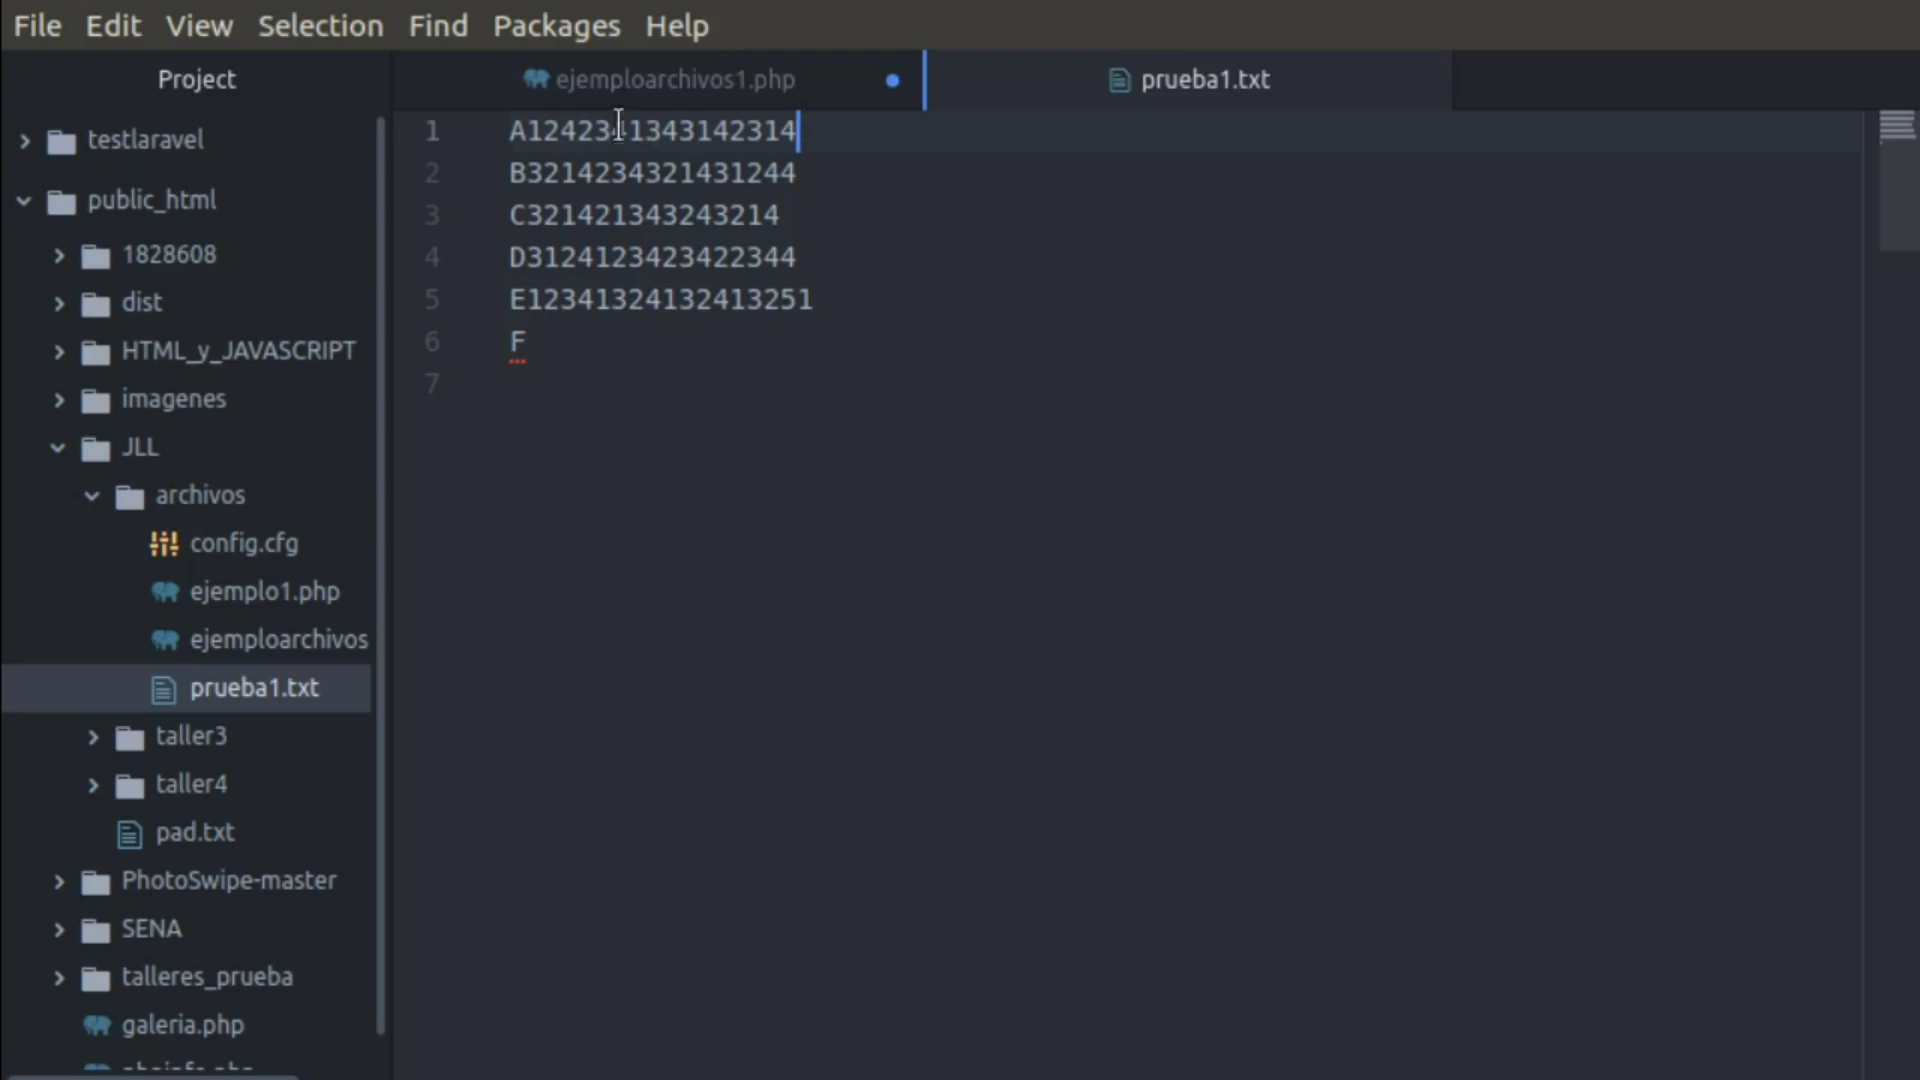 File Edit View Selection Find Packages Help
Project
ejemploarchivos1.php
prueba1.txt
testlaravel
public_html
1828608
dist
HTML_y_JAVASCRIPT
imagenes
JLL
archivos
config.cfg
ejemplo1.php
ejemploarchivos
prueba1.txt
taller3
taller4
pad.txt
PhotoSwipe-master
SENA
talleres_prueba
galeria.php
1 A1242341343142314
2 B3214234321431244
3 C321421343243214
4 D3124123423422344
5 E12341324132413251
6 F
7